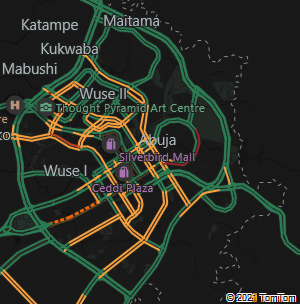 Maitama
Katampe
Kukwaba
Mabushi
Wuse II
H
Thought Pyramid Art Centre
Abuja
Silverbird Mall
Wuse I
Ceddi Plaza
© 2021 TomTom